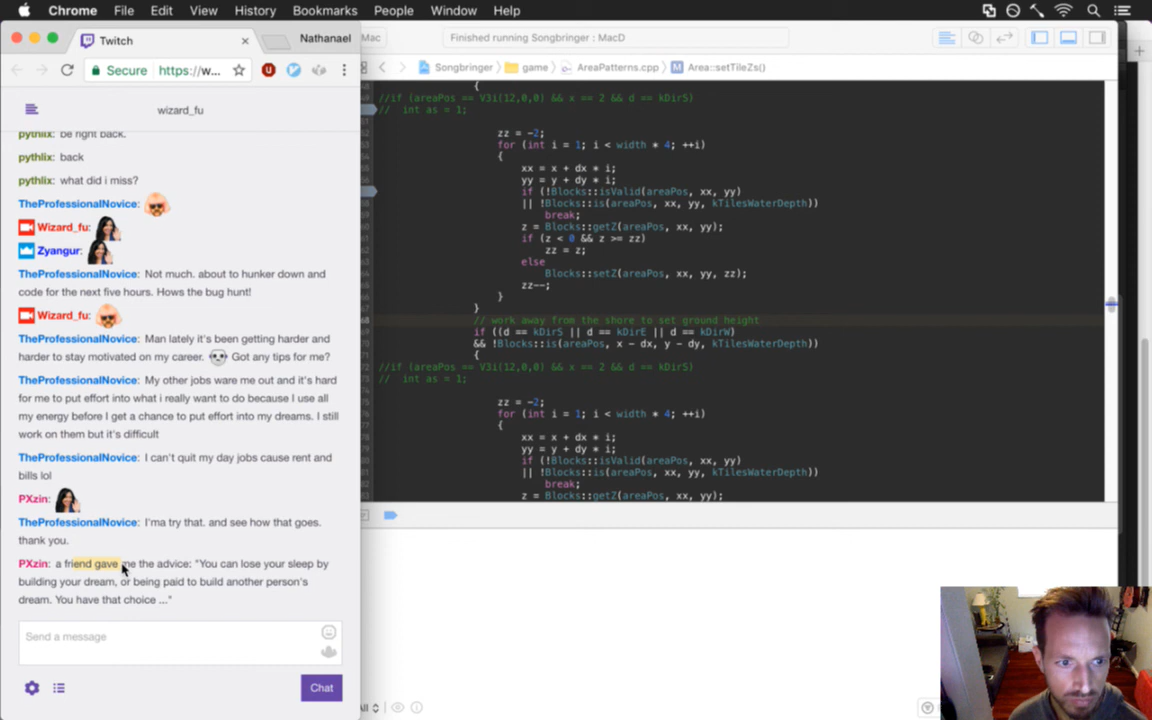 Chrome File Edit View History Bookmarks People Window Help
Twitch
Nathanael
Mac
Finished running Songbringer : MacD
Secure https://w...
Songbringer game AreaPatterns.cpp M Area::setTileZs()
wizard_fu
pythlix: be right back.
pythlix: back
pythlix: what did i miss?
TheProfessionalNovice:
Wizard_fu:
Zyangur:
TheProfessionalNovice: Not much. about to hunker down and
code for the next five hours. Hows the bug hunt!
Wizard_fu:
TheProfessionalNovice: Man lately it's been getting harder and
harder to stay motivated on my career. Got any tips for me?
TheProfessionalNovice: My other jobs ware me out and it's hard
for me to put effort into what i really want to do because I use all
my energy before I get a chance to put effort into my dreams. I still
work on them but it's difficult
TheProfessionalNovice: I can't quit my day jobs cause rent and
bills lol
PXzin:
TheProfessionalNovice: I'ma try that. and see how that goes.
thank you.
PXzin: a friend gave me the advice: "You can lose your sleep by
building your dream, or being paid to build another person's
dream. You have that choice ..."
Send a message
Chat
{
//if (areaPos == V3i(12,0,0) && x == 2 && d == kDirS)
// int as = 1;
zz = -2;
for (int i = 1; i < width * 4; ++i)
{
xx = x + dx * i;
yy = y + dy * i;
if (!Blocks::isValid(areaPos, xx, yy)
|| !Blocks::is(areaPos, xx, yy, kTilesWaterDepth))
break;
z = Blocks::getZ(areaPos, xx, yy);
if (z < 0 && z >= zz)
zz = z;
else
Blocks::setZ(areaPos, xx, yy, zz);
zz--;
}
}
// work away from the shore to set ground height
if ((d == kDirS || d == kDirE || d == kDirW)
&& !Blocks::is(areaPos, x - dx, y - dy, kTilesWaterDepth))
{
//if (areaPos == V3i(12,0,0) && x == 2 && d == kDirS)
// int as = 1;
zz = -2;
for (int i = 1; i < width * 4; ++i)
{
xx = x + dx * i;
yy = y + dy * i;
if (!Blocks::isValid(areaPos, xx, yy)
|| !Blocks::is(areaPos, xx, yy, kTilesWaterDepth))
break;
z = Blocks::getZ(areaPos, xx, yy);